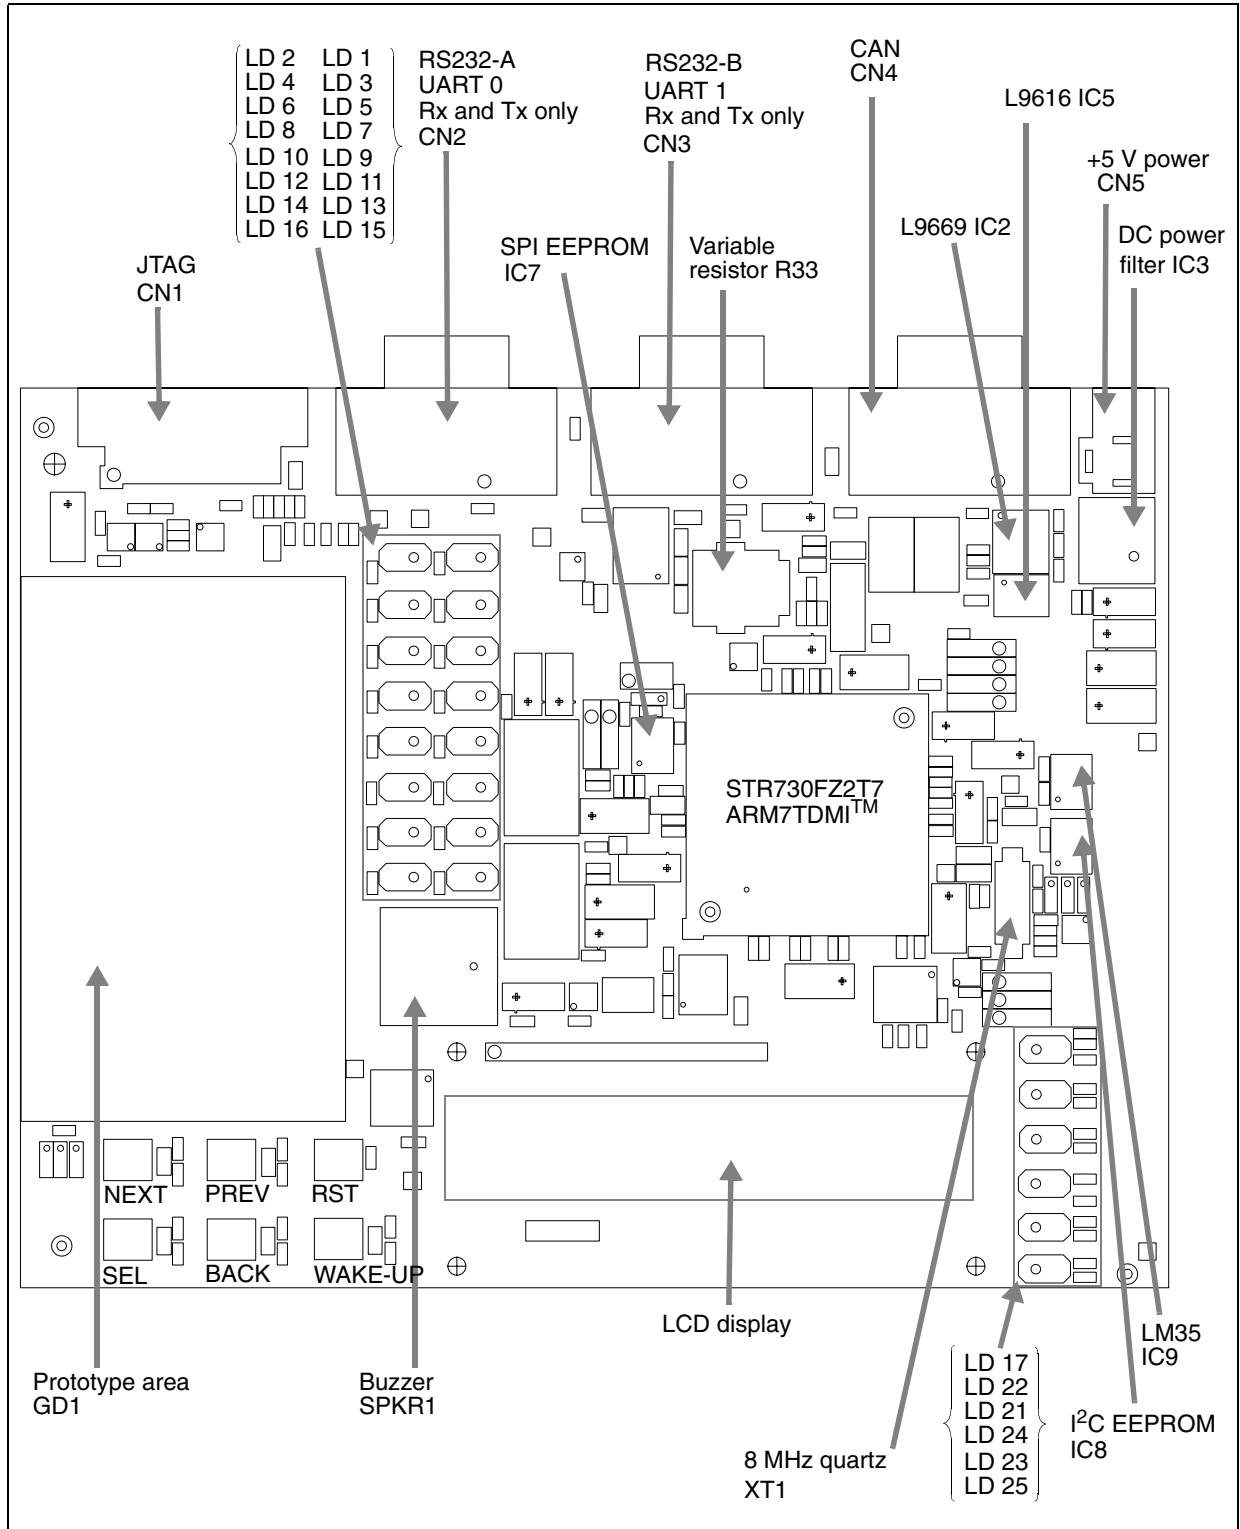 LD 2 LD 1
LD 4 LD 3
LD 6 LD 5
LD 8 LD 7
LD 10 LD 9
LD 12 LD 11
LD 14 LD 13
LD 16 LD 15
RS232-A
UART 0
Rx and Tx only
CN2
RS232-B
UART 1
Rx and Tx only
CN3
CAN
CN4
L9616 IC5
+5 V power
CN5
L9669 IC2
DC power
filter IC3
SPI EEPROM
IC7
Variable
resistor R33
JTAG
CN1
STR730FZ2T7
ARM7TDMI™
NEXT PREV RST
SEL BACK WAKE-UP
LCD display
Prototype area
GD1
Buzzer
SPKR1
8 MHz quartz
XT1
LD 17
LD 22
LD 21
LD 24
LD 23
LD 25
LM35
IC9
I²C EEPROM
IC8